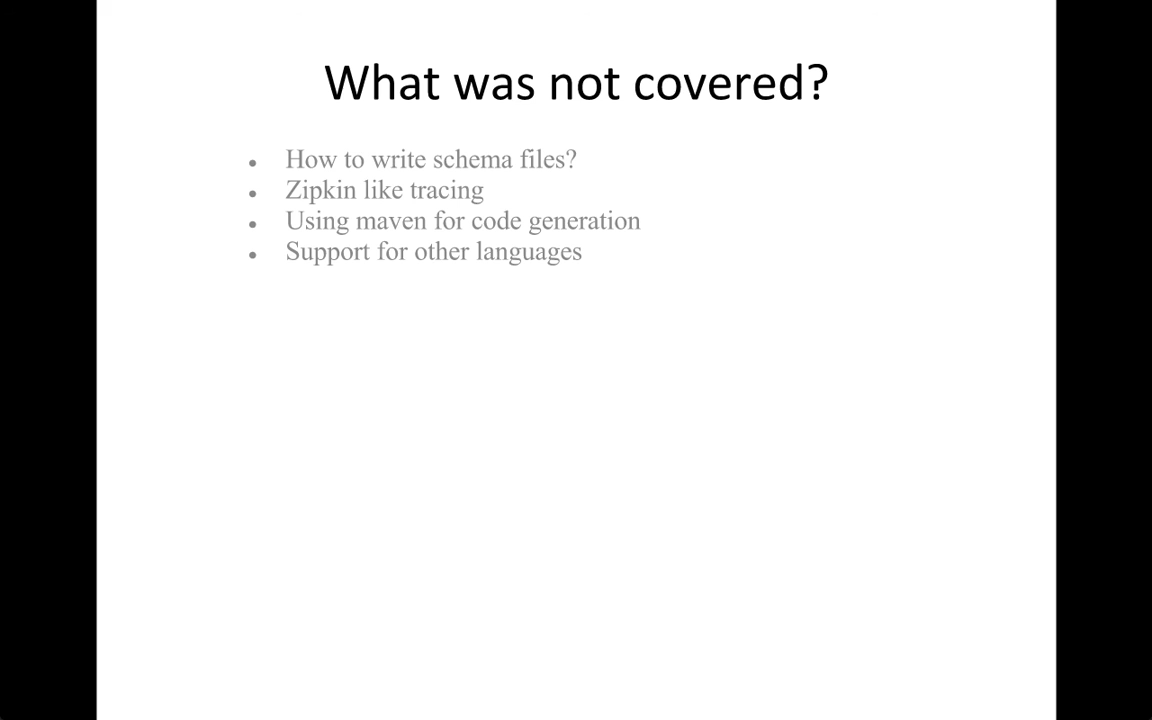 What was not covered?
• How to write schema files?
• Zipkin like tracing
• Using maven for code generation
• Support for other languages